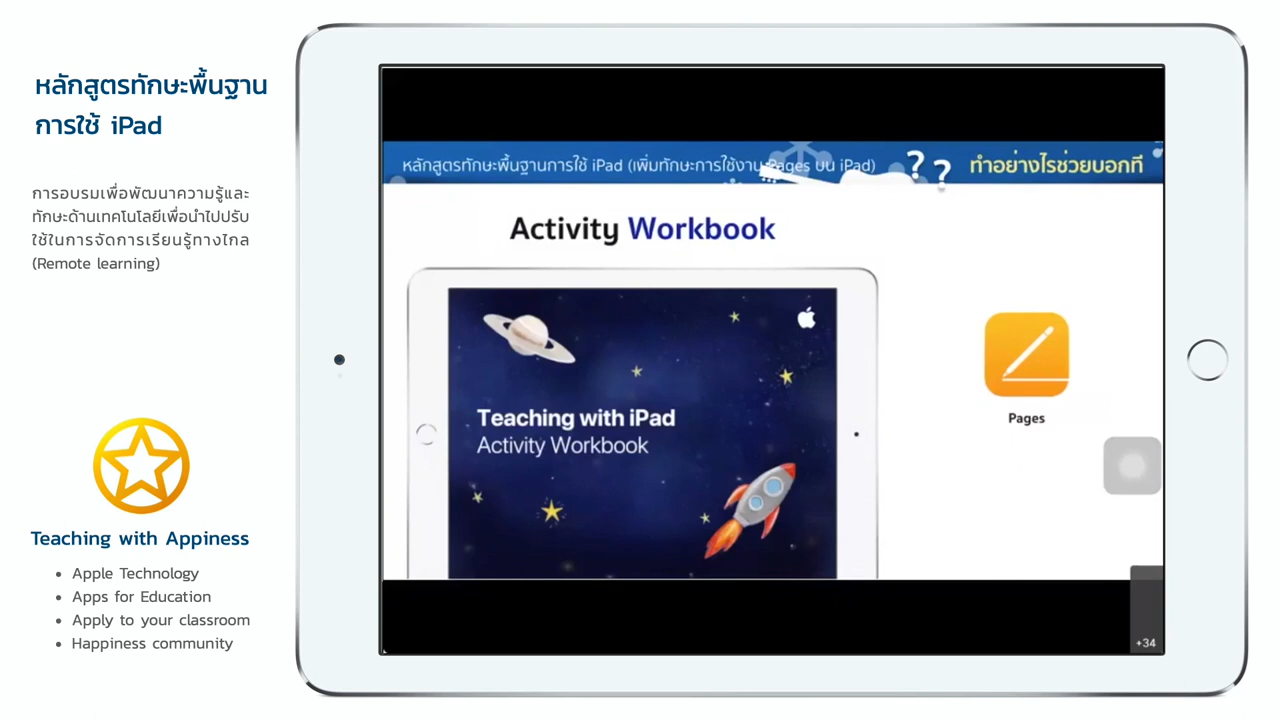 หลักสูตรทักษะพื้นฐาน
การใช้ iPad
การอบรมเพื่อพัฒนาความรู้และ
ทักษะด้านเทคโนโลยีเพื่อนำไปปรับ
ใช้ในการจัดการเรียนรู้ทางไกล
(Remote learning)
Teaching with Appiness
• Apple Technology
• Apps for Education
• Apply to your classroom
• Happiness community
หลักสูตรทักษะพื้นฐานการใช้ iPad (เพิ่มทักษะการใช้งาน Pages บน iPad)
? ? ทำอย่างไรช่วยบอกที
Activity Workbook
Teaching with iPad
Activity Workbook
Pages
+34